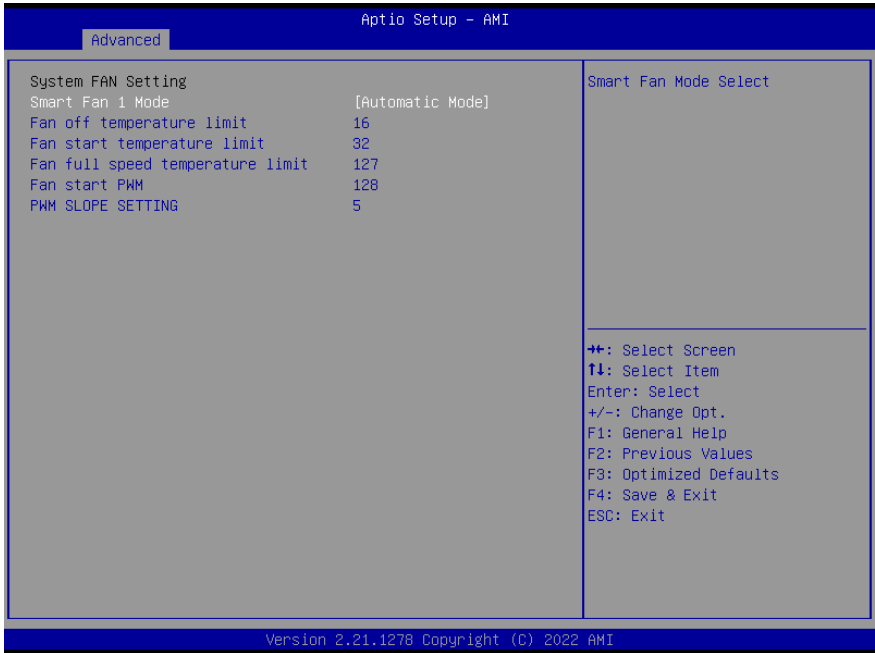 Aptio Setup – AMI
Advanced
System FAN Setting
Smart Fan 1 Mode [Automatic Mode]
Fan off temperature limit 16
Fan start temperature limit 32
Fan full speed temperature limit 127
Fan start PWM 128
PWM SLOPE SETTING 5
Smart Fan Mode Select
→←: Select Screen
↑↓: Select Item
Enter: Select
+/-: Change Opt.
F1: General Help
F2: Previous Values
F3: Optimized Defaults
F4: Save & Exit
ESC: Exit
Version 2.21.1278 Copyright (C) 2022 AMI